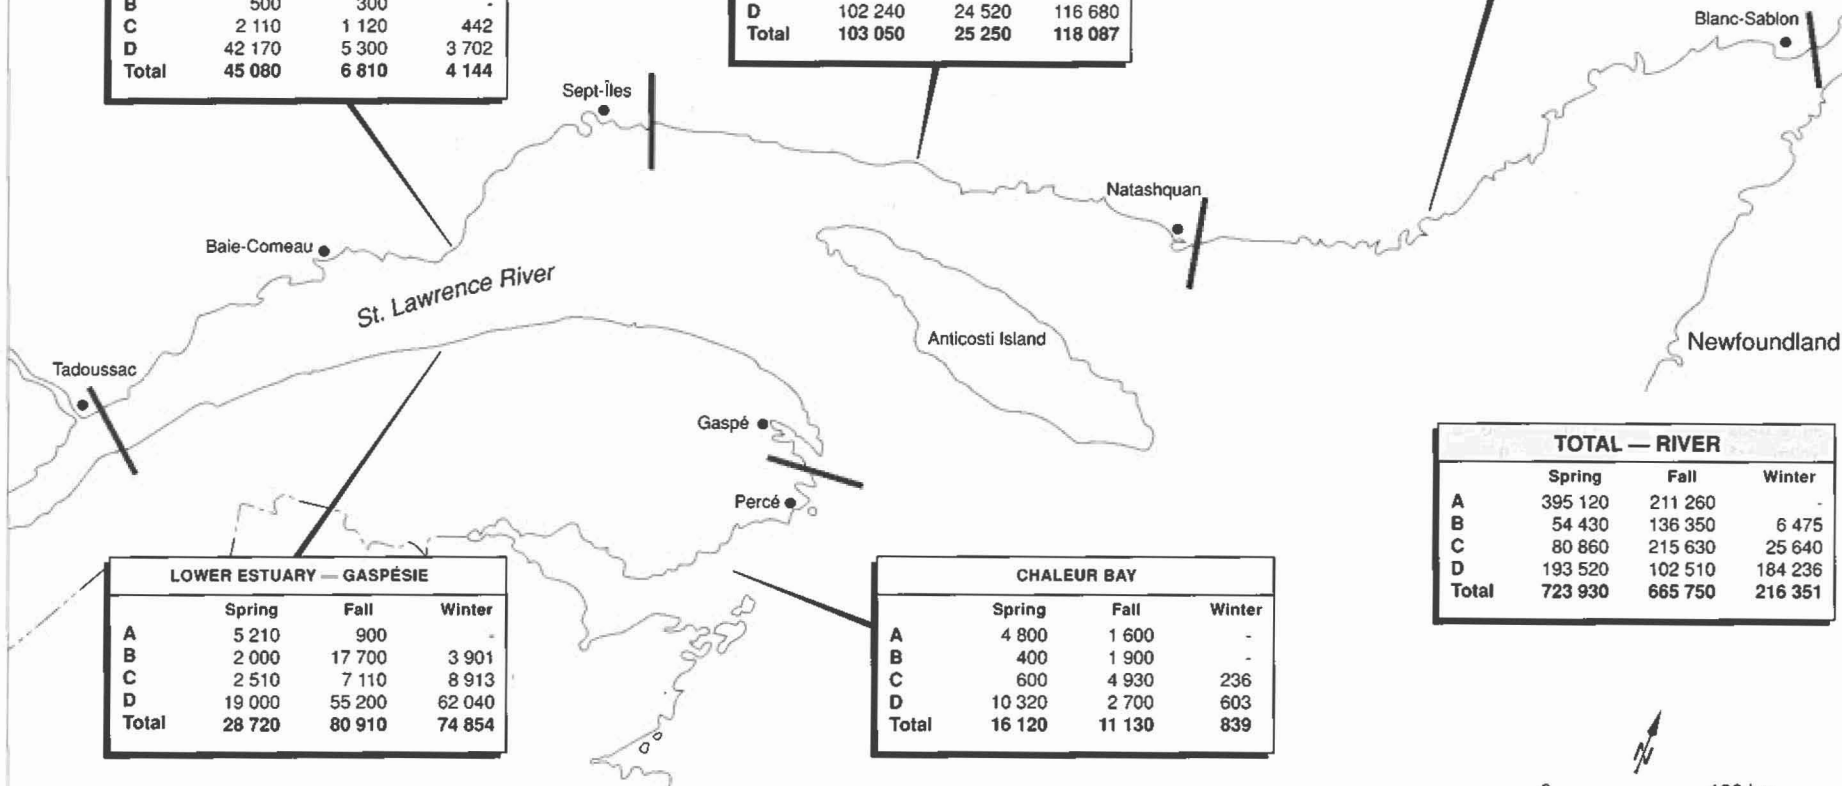 B 500 300 -
C 2 110 1 120 442
D 42 170 5 300 3 702
Total 45 080 6 810 4 144
D 102 240 24 520 116 680
Total 103 050 25 250 118 087
Blanc-Sablon
Sept-Îles
Natashquan
Baie-Comeau
St. Lawrence River
Anticosti Island
Newfoundland
Tadoussac
Gaspé
Percé
TOTAL — RIVER
Spring Fall Winter
A 395 120 211 260 -
B 54 430 136 350 6 475
C 80 860 215 630 25 640
D 193 520 102 510 184 236
Total 723 930 665 750 216 351
LOWER ESTUARY — GASPÉSIE
Spring Fall Winter
A 5 210 900 -
B 2 000 17 700 3 901
C 2 510 7 110 8 913
D 19 000 55 200 62 040
Total 28 720 80 910 74 854
CHALEUR BAY
Spring Fall Winter
A 4 800 1 600 -
B 400 1 900 -
C 600 4 930 236
D 10 320 2 700 603
Total 16 120 11 130 839
N